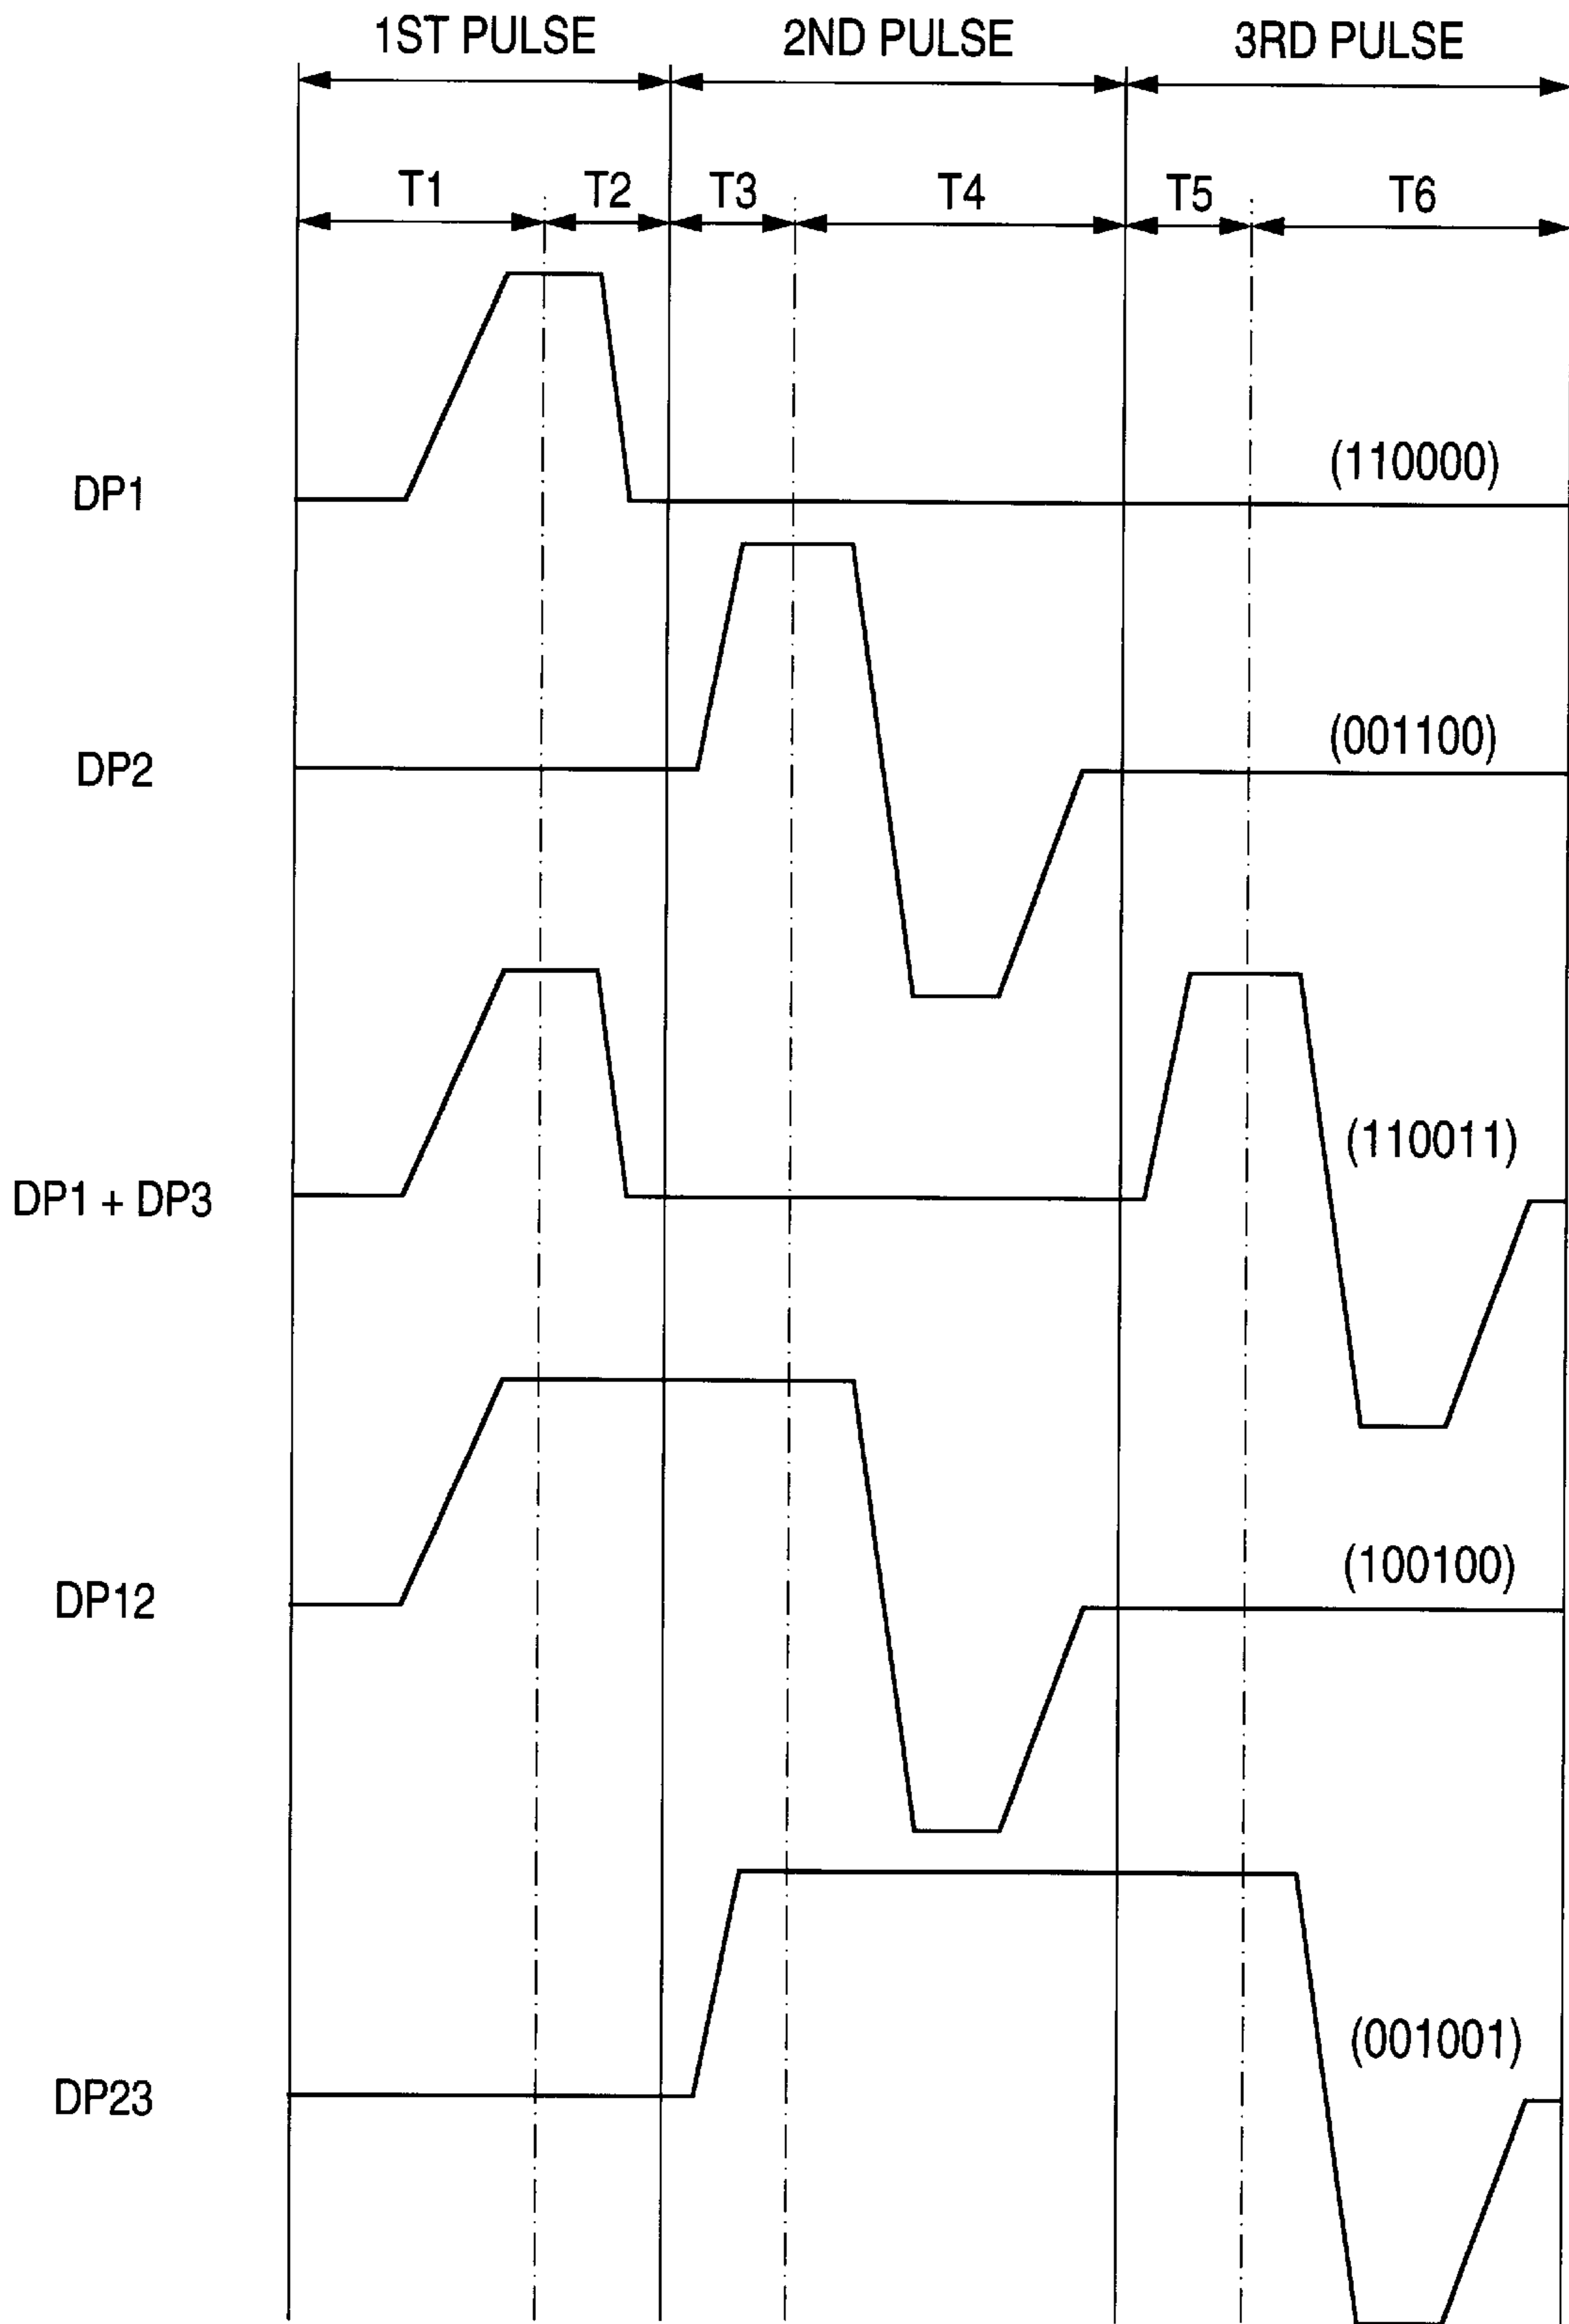 1ST PULSE 2ND PULSE 3RD PULSE
T1 T2 T3 T4 T5 T6
(110000)
DP1
(001100)
DP2
(110011)
DP1 + DP3
(100100)
DP12
(001001)
DP23